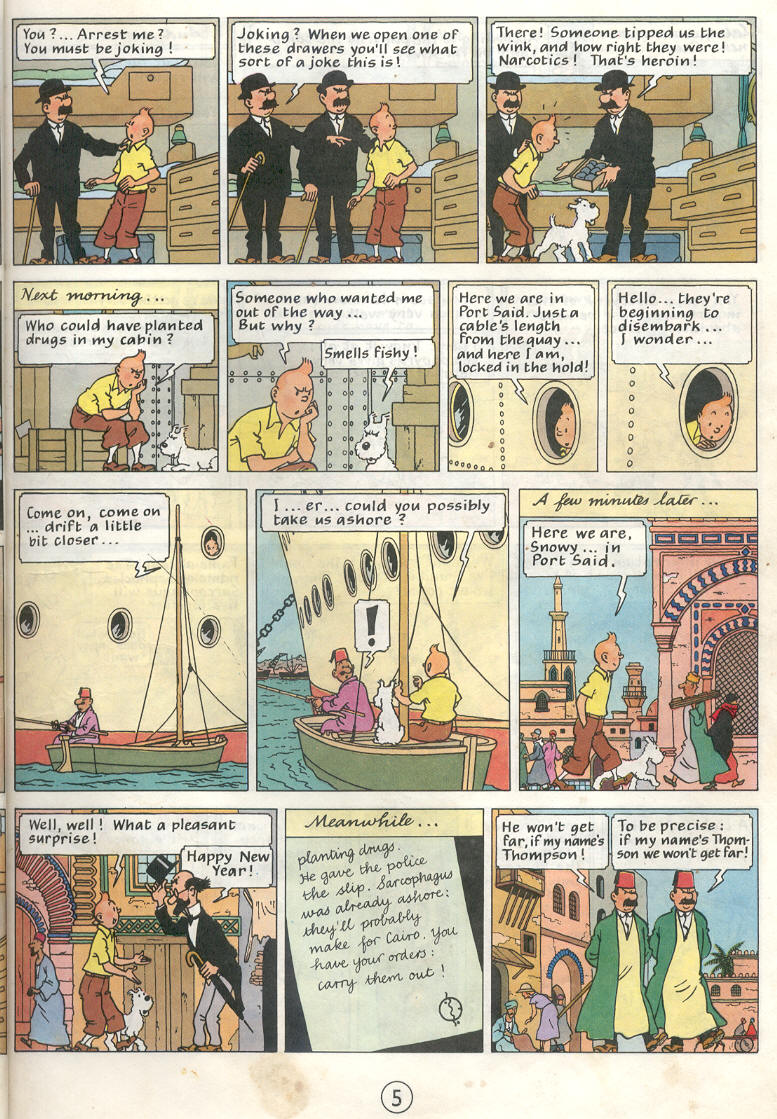 You?... Arrest me?
You must be joking!
Joking? When we open one of
these drawers you'll see what
sort of a joke this is!
There! Someone tipped us the
wink, and how right they were!
Narcotics! That's heroin!
Next morning...
Who could have planted
drugs in my cabin?
Someone who wanted me
out of the way...
But why?
Smells fishy!
Here we are in
Port Said. Just a
cable's length
from the quay...
and here I am,
locked in the hold!
Hello... they're
beginning to
disembark....
I wonder...
Come on, come on
... drift a little
bit closer...
I... er... could you possibly
take us ashore?
!
A few minutes later...
Here we are,
Snowy... in
Port Said.
Well, well! What a pleasant
surprise!
Happy New
Year!
Meanwhile...
planting drugs.
He gave the police
the slip. Sarcophagus
was already ashore:
they'll probably
make for Cairo. You
have your orders:
carry them out!
He won't get
far, if my name's
Thompson!
To be precise:
if my name's Thom-
son we won't get far!
5